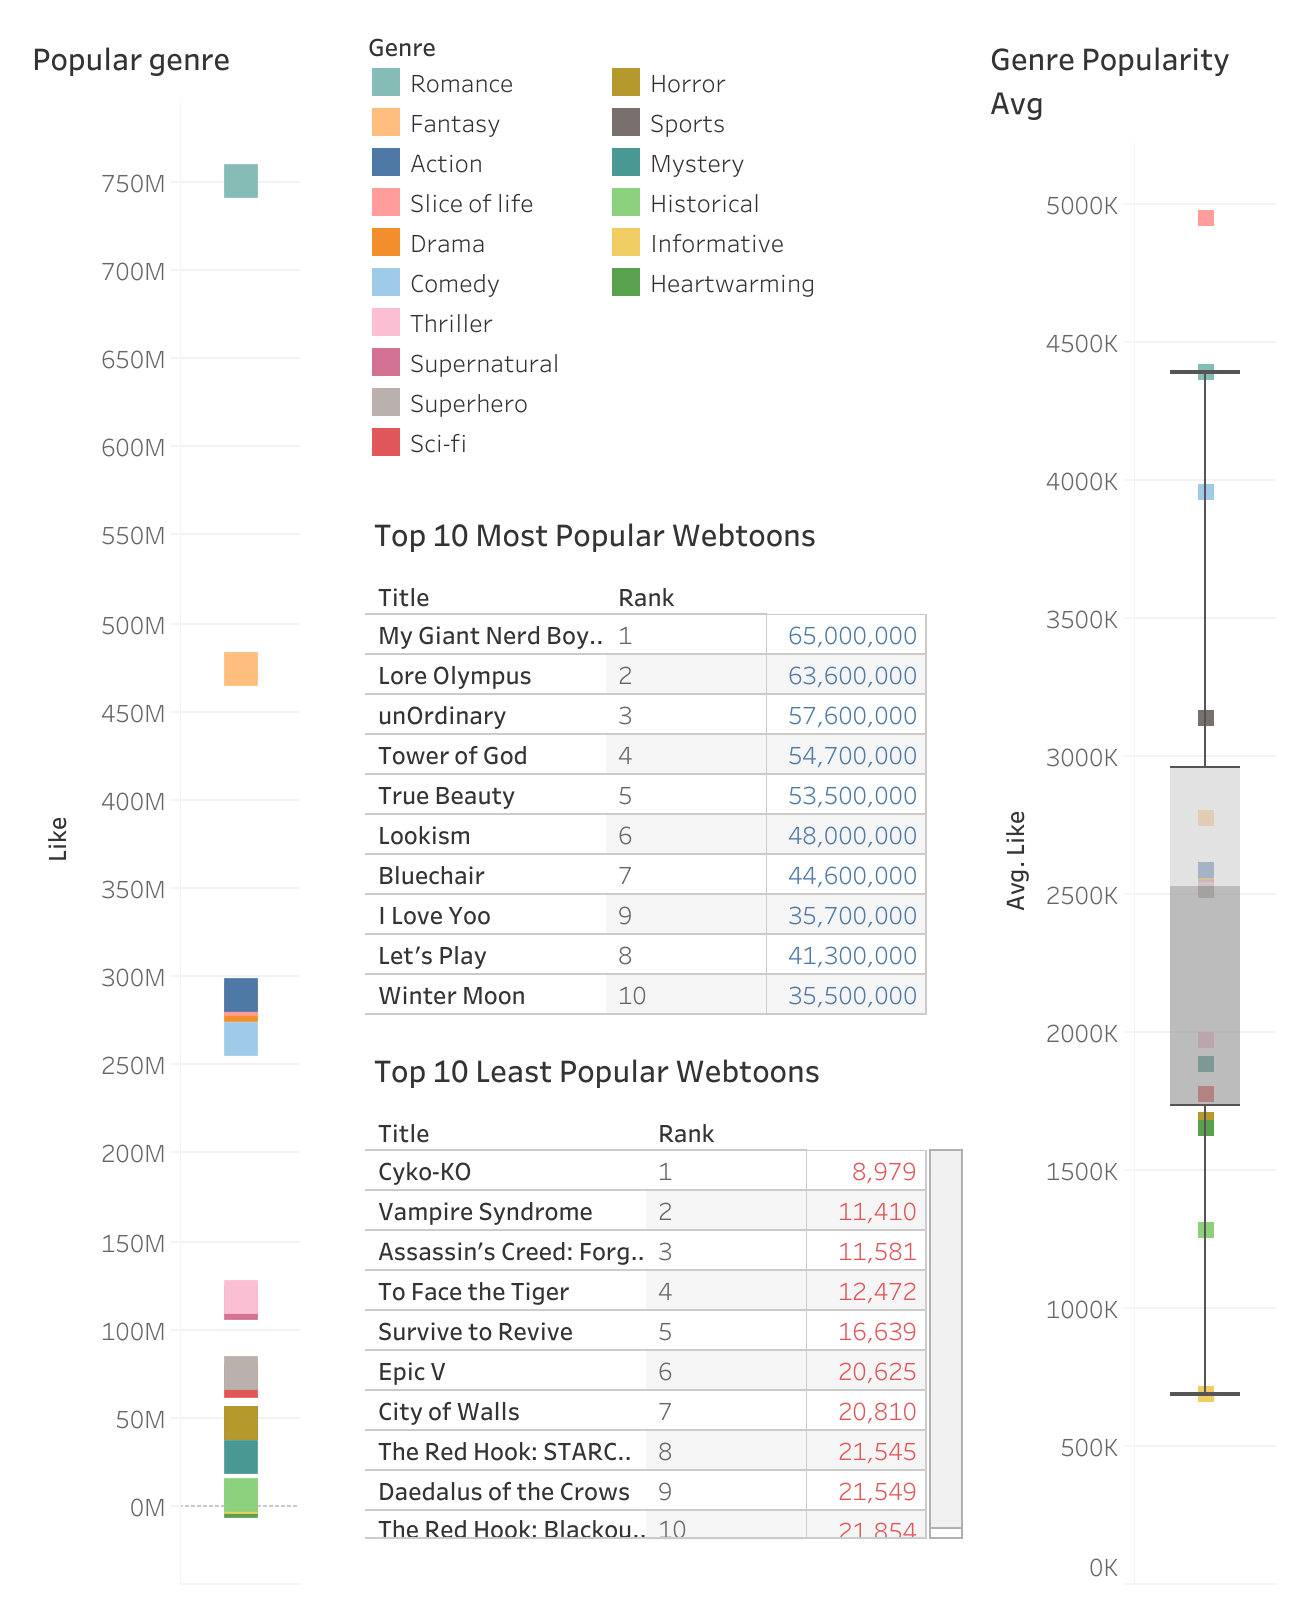 Popular genre
750M
700M
650M
600M
550M
500M
450M
400M
350M
300M
250M
200M
150M
100M
50M
0M
Like
Genre
Romance
Fantasy
Action
Slice of life
Drama
Comedy
Thriller
Supernatural
Superhero
Sci-fi
Horror
Sports
Mystery
Historical
Informative
Heartwarming
Top 10 Most Popular Webtoons
Title Rank
My Giant Nerd Boy.. 1 65,000,000
Lore Olympus 2 63,600,000
unOrdinary 3 57,600,000
Tower of God 4 54,700,000
True Beauty 5 53,500,000
Lookism 6 48,000,000
Bluechair 7 44,600,000
I Love Yoo 9 35,700,000
Let’s Play 8 41,300,000
Winter Moon 10 35,500,000
Top 10 Least Popular Webtoons
Title Rank
Cyko-KO 1 8,979
Vampire Syndrome 2 11,410
Assassin’s Creed: Forg.. 3 11,581
To Face the Tiger 4 12,472
Survive to Revive 5 16,639
Epic V 6 20,625
City of Walls 7 20,810
The Red Hook: STARC.. 8 21,545
Daedalus of the Crows 9 21,549
The Red Hook: Blackou.. 10 21,854
Genre Popularity
Avg
5000K
4500K
4000K
3500K
3000K
2500K
2000K
1500K
1000K
500K
0K
Avg. Like